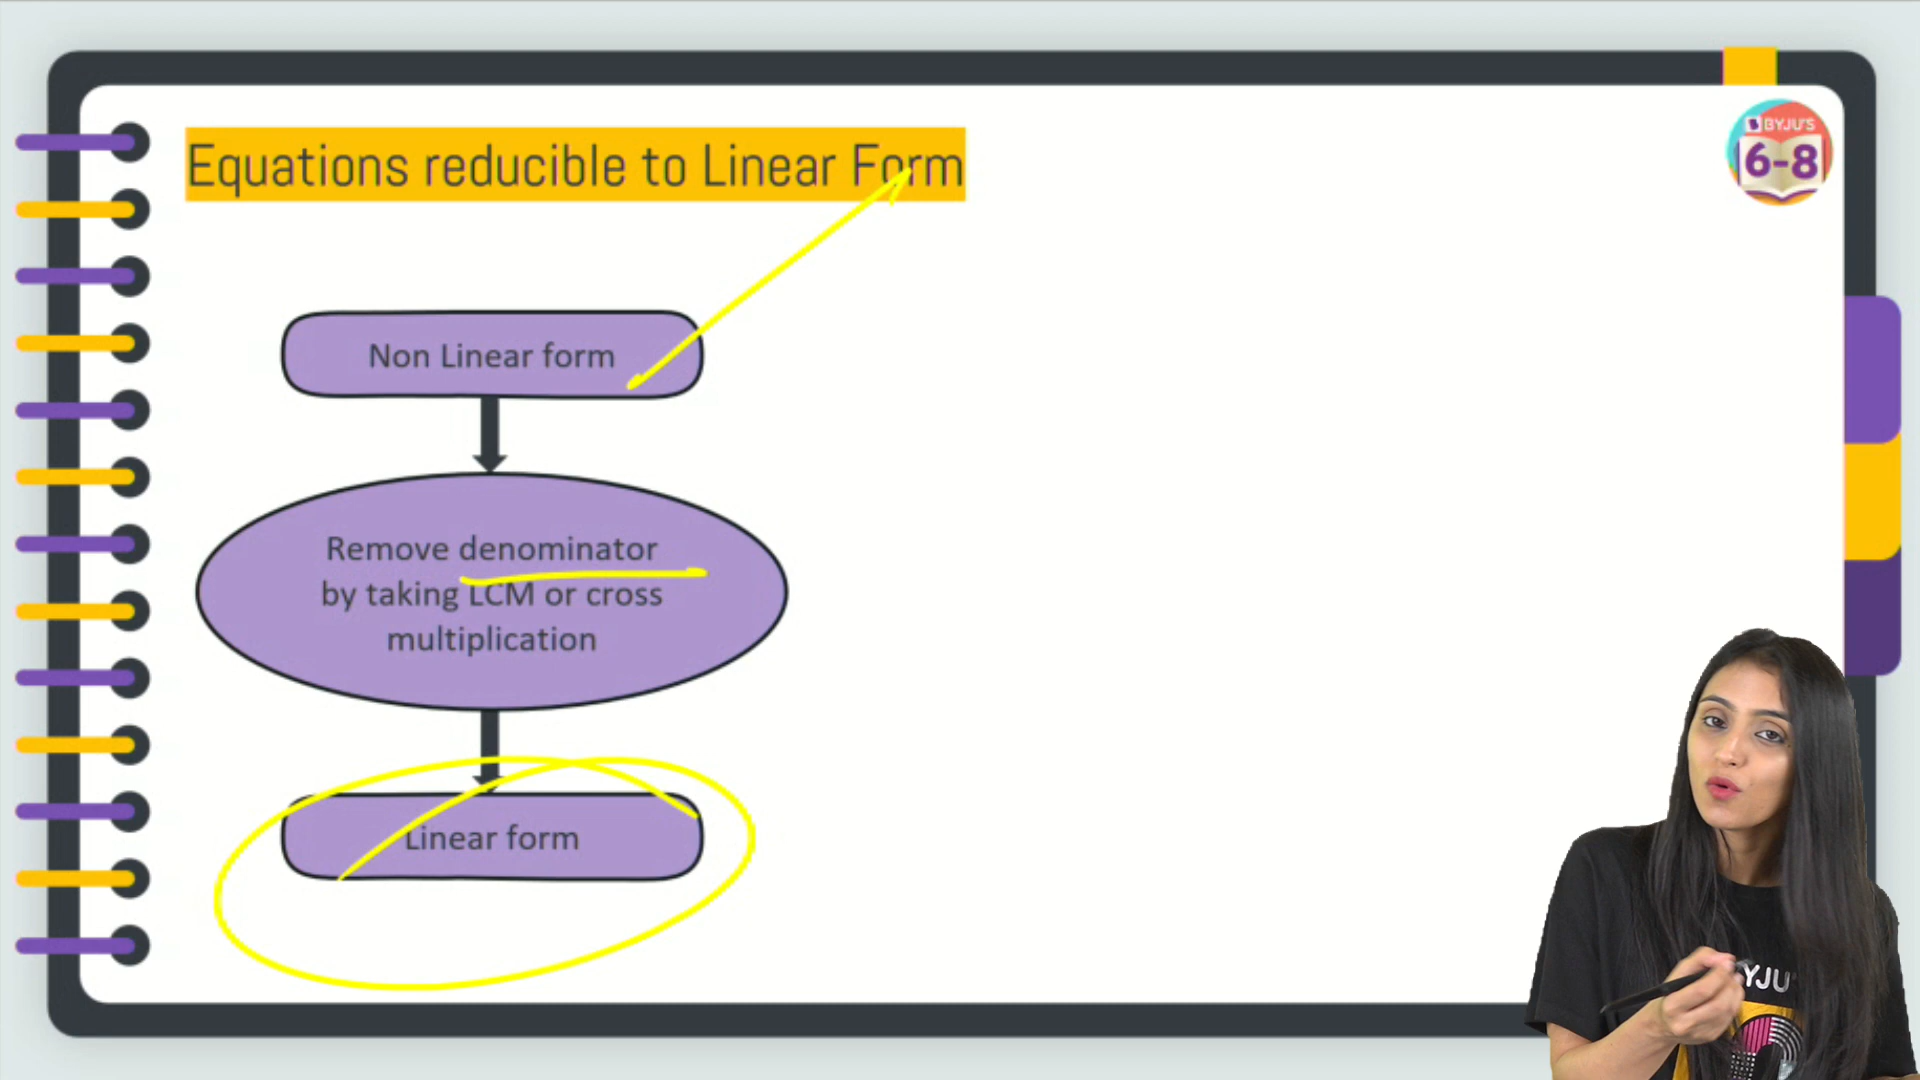 Equations reducible to Linear Form
BYJU'S
6-8
Non Linear form
Remove denominator
by taking LCM or cross
multiplication
Linear form
YJU'